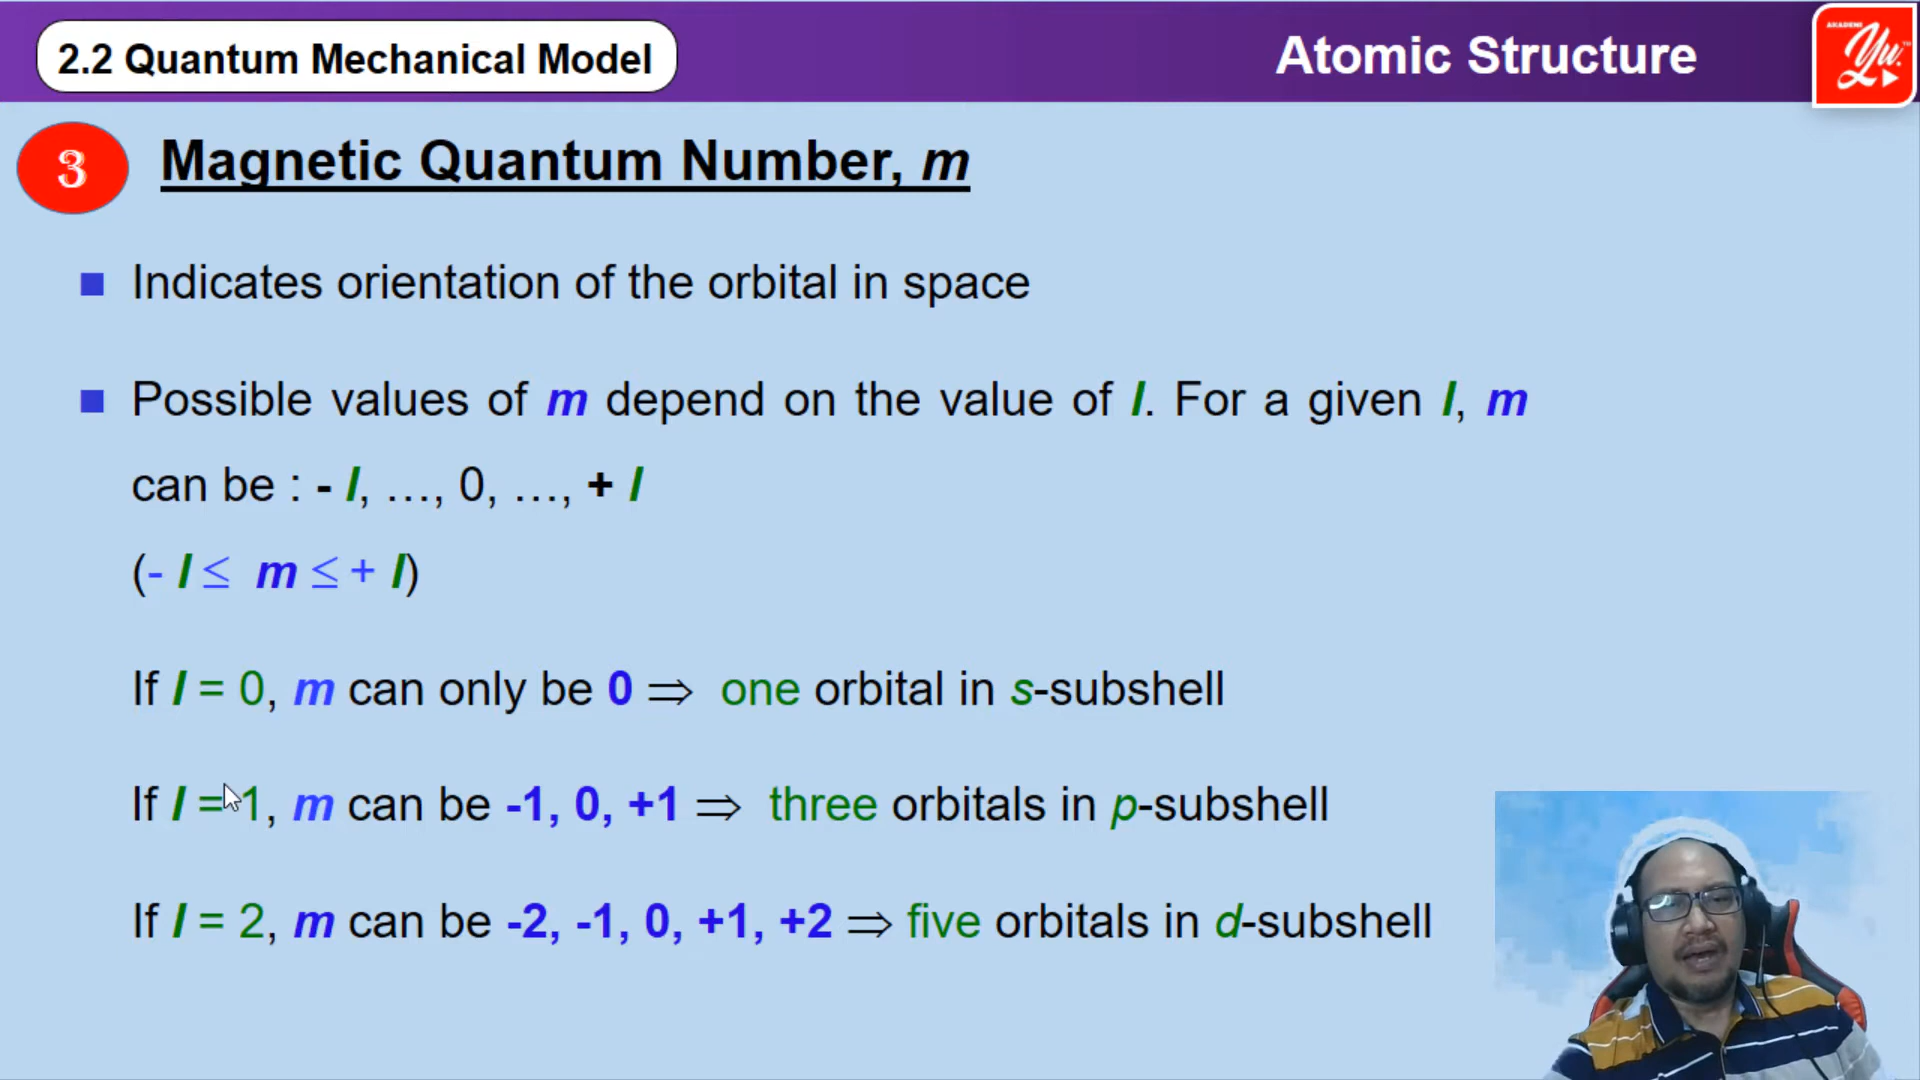 2.2 Quantum Mechanical Model
Atomic Structure
AKADEMI
Yu.
3
Magnetic Quantum Number, m
■ Indicates orientation of the orbital in space
■ Possible values of m depend on the value of l. For a given l, m
can be : - l, …, 0, …, + l
(- l ≤ m ≤ + l)
If l = 0, m can only be 0 ⇒ one orbital in s-subshell
If l = 1, m can be -1, 0, +1 ⇒ three orbitals in p-subshell
If l = 2, m can be -2, -1, 0, +1, +2 ⇒ five orbitals in d-subshell